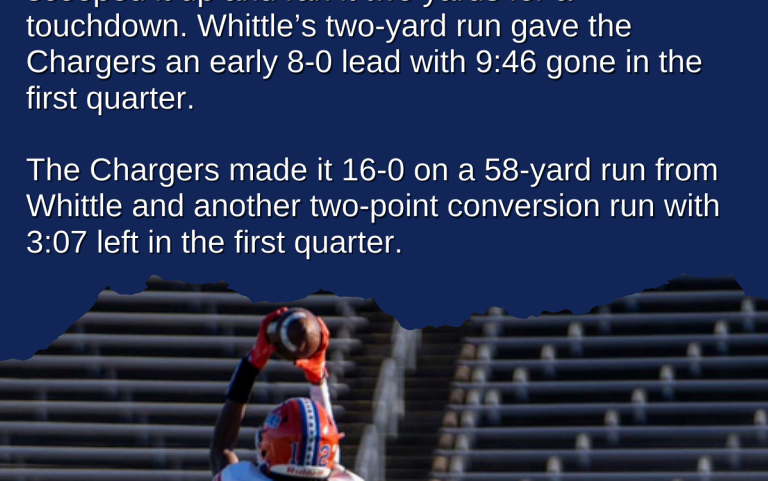 touchdown. Whittle’s two-yard run gave the
Chargers an early 8-0 lead with 9:46 gone in the
first quarter.
The Chargers made it 16-0 on a 58-yard run from
Whittle and another two-point conversion run with
3:07 left in the first quarter.